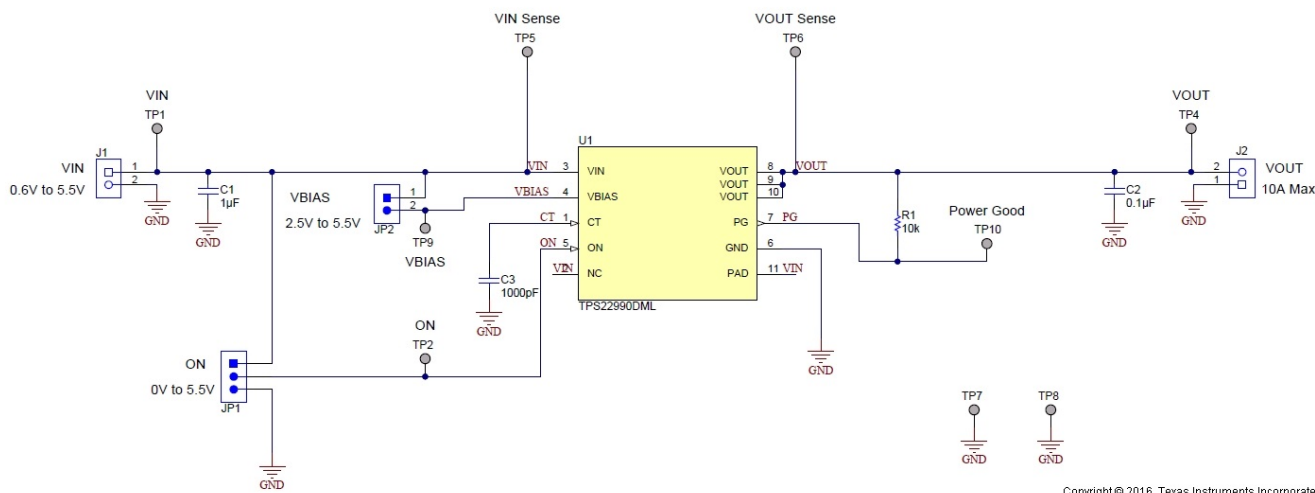 VIN Sense
TP5
VOUT Sense
TP6
VIN
TP1
VOUT
TP4
J1
VIN
0.6V to 5.5V
1
2
GND
C1
1µF
GND
VBIAS
2.5V to 5.5V
1
2
JP2
TP9
VBIAS
U1
VIN 3 VIN
VBIAS 4 VBIAS
CT 1 CT
ON 5 ON
VIN NC
VOUT 8 VOUT
VOUT 9
VOUT 10
PG 7 PG
GND 6
PAD 11 VIN
TPS22990DML
C3
1000pF
GND
R1
10k
Power Good
TP10
C2
0.1µF
GND
J2
2
1
VOUT
10A Max
GND
GND
ON
TP2
ON
0V to 5.5V
JP1
GND
TP7
GND
TP8
GND
Copyright © 2016, Texas Instruments Incorporate